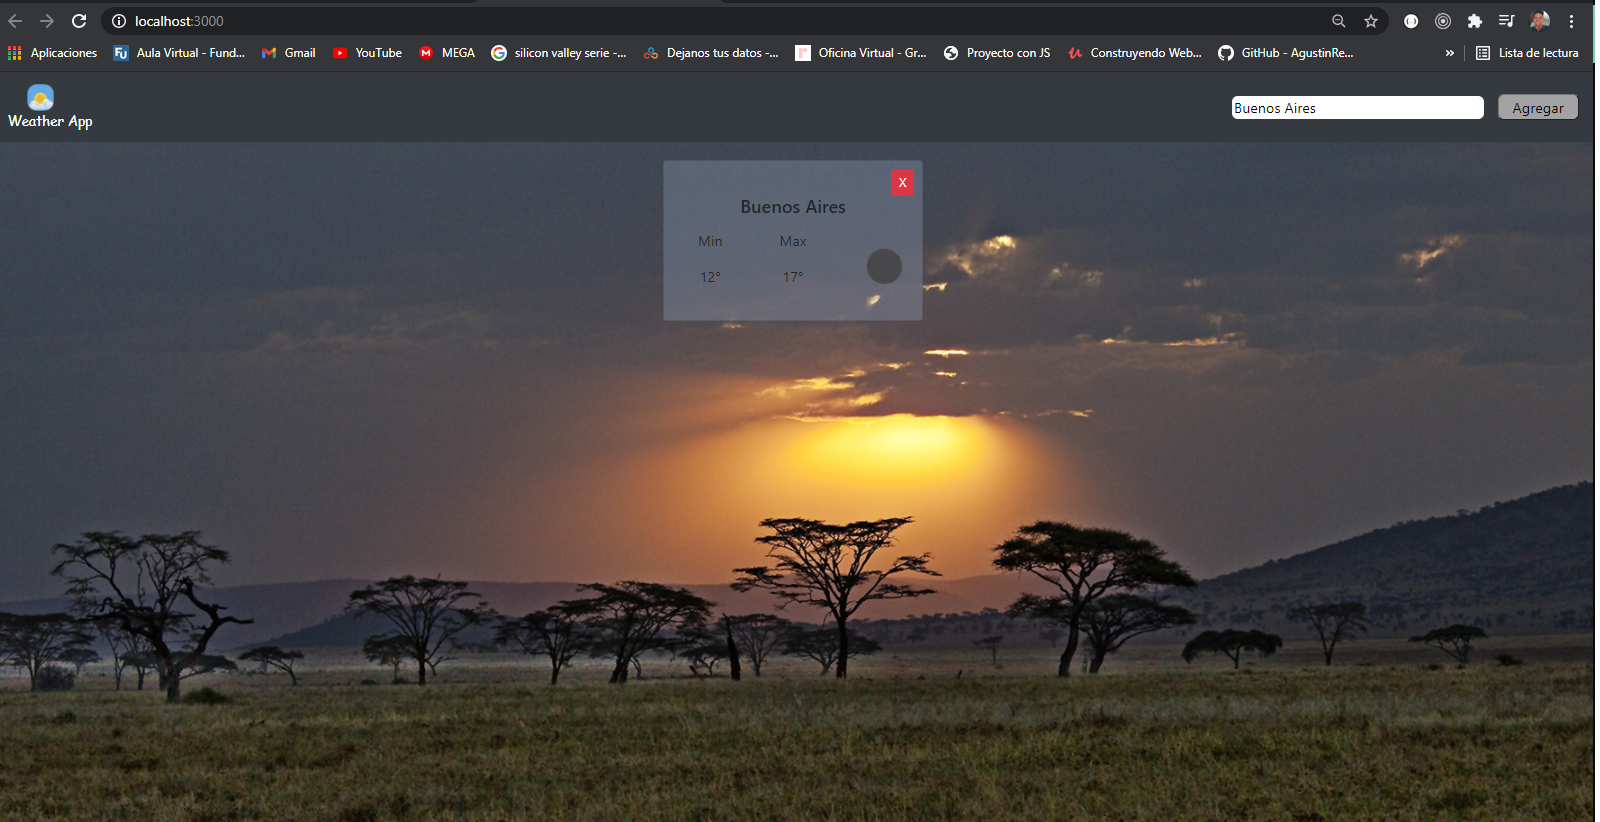 localhost:3000
Aplicaciones Aula Virtual - Fund... Gmail YouTube MEGA silicon valley serie -... Dejanos tus datos -... Oficina Virtual - Gr... Proyecto con JS Construyendo Web... GitHub - AgustinRe... » Lista de lectura
Weather App
Buenos Aires Agregar
X
Buenos Aires
Min Max
12° 17°